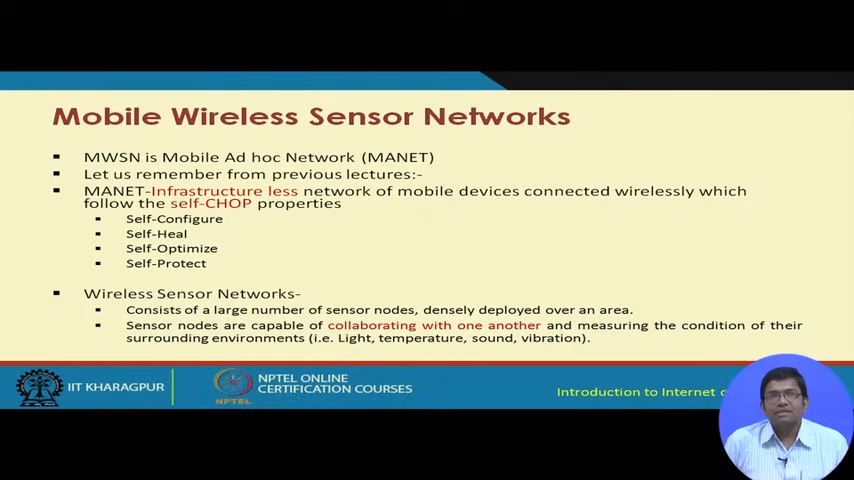 Mobile Wireless Sensor Networks
MWSN is Mobile Ad hoc Network (MANET)
Let us remember from previous lectures:-
MANET-Infrastructure less network of mobile devices connected wirelessly which
follow the self-CHOP properties
Self-Configure
Self-Heal
Self-Optimize
Self-Protect
Wireless Sensor Networks-
Consists of a large number of sensor nodes, densely deployed over an area.
Sensor nodes are capable of collaborating with one another and measuring the condition of their
surrounding environments (i.e. Light, temperature, sound, vibration).
IIT KHARAGPUR
NPTEL
NPTEL ONLINE
CERTIFICATION COURSES
Introduction to Internet